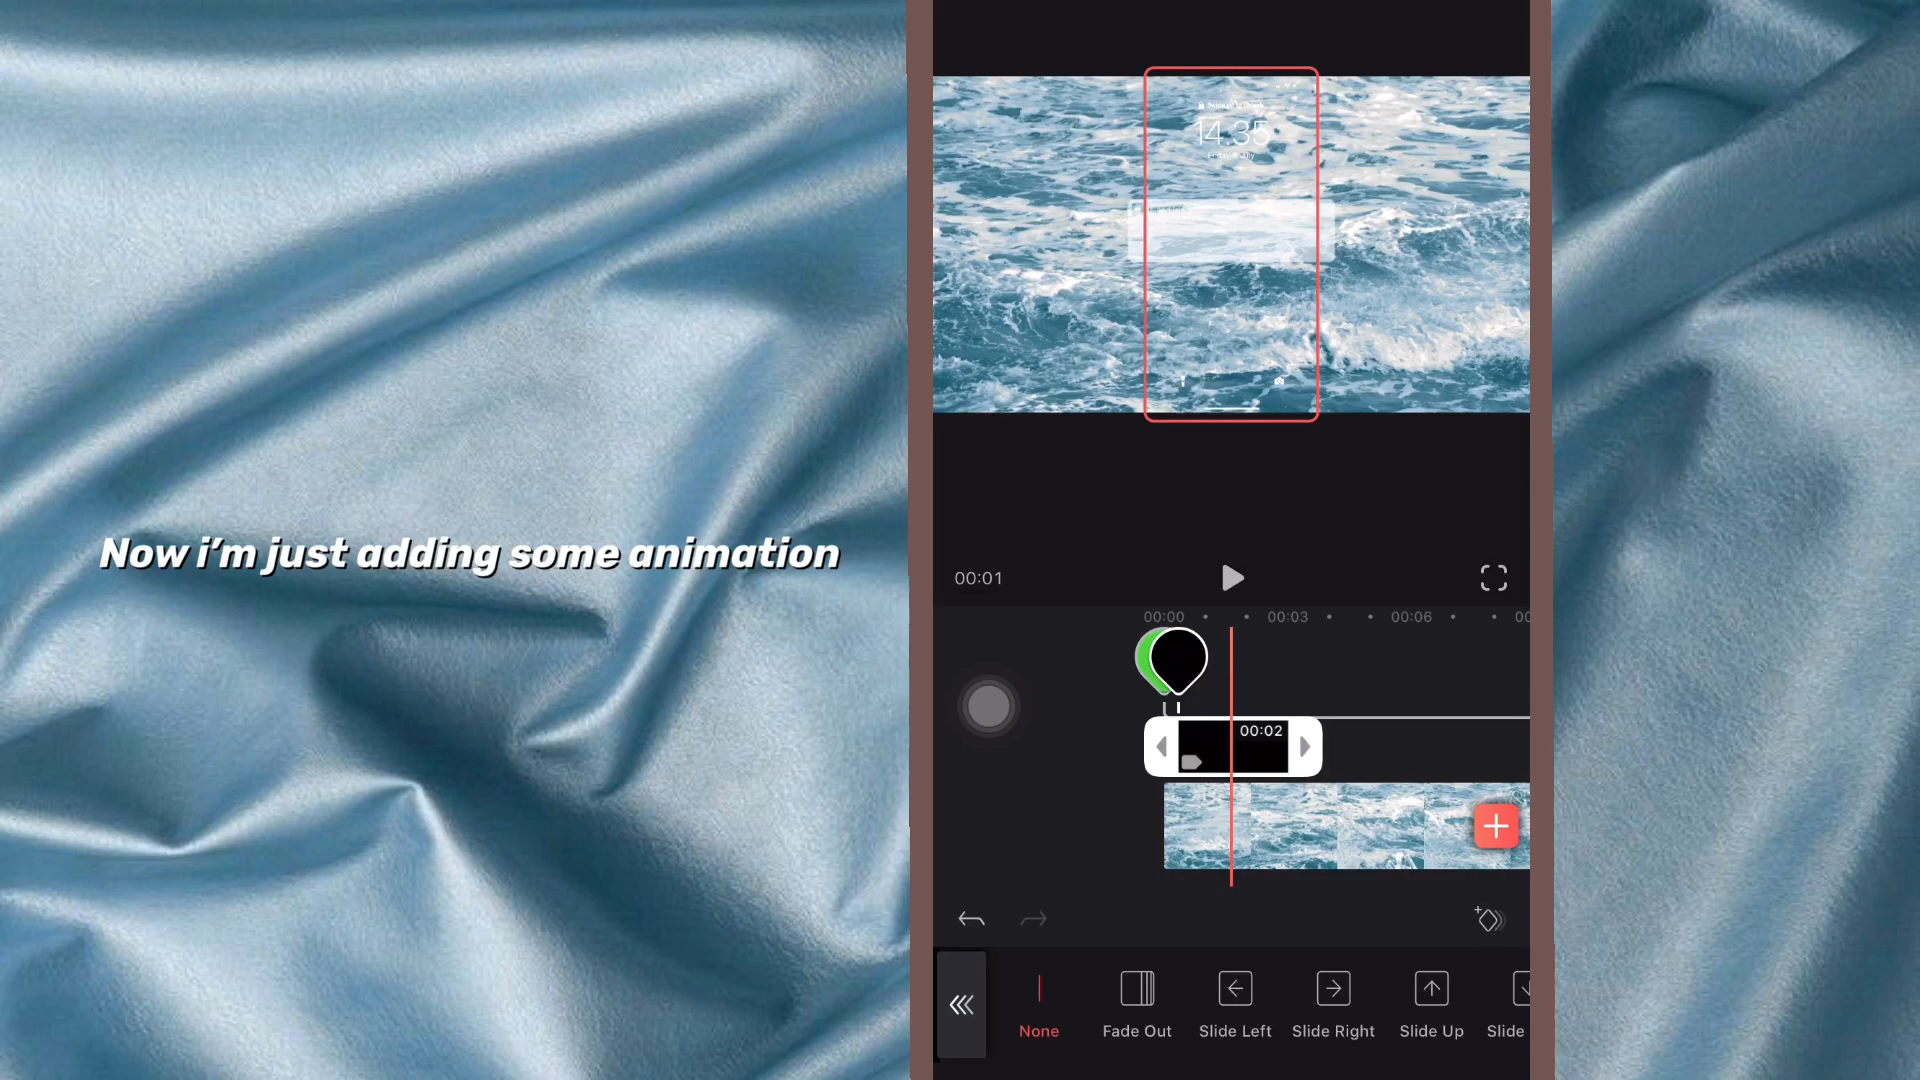 Now i'm just adding some animation
14.35
00:01
00:00
00:03
00:06
00:02
None
Fade Out
Slide Left
Slide Right
Slide Up
Slide